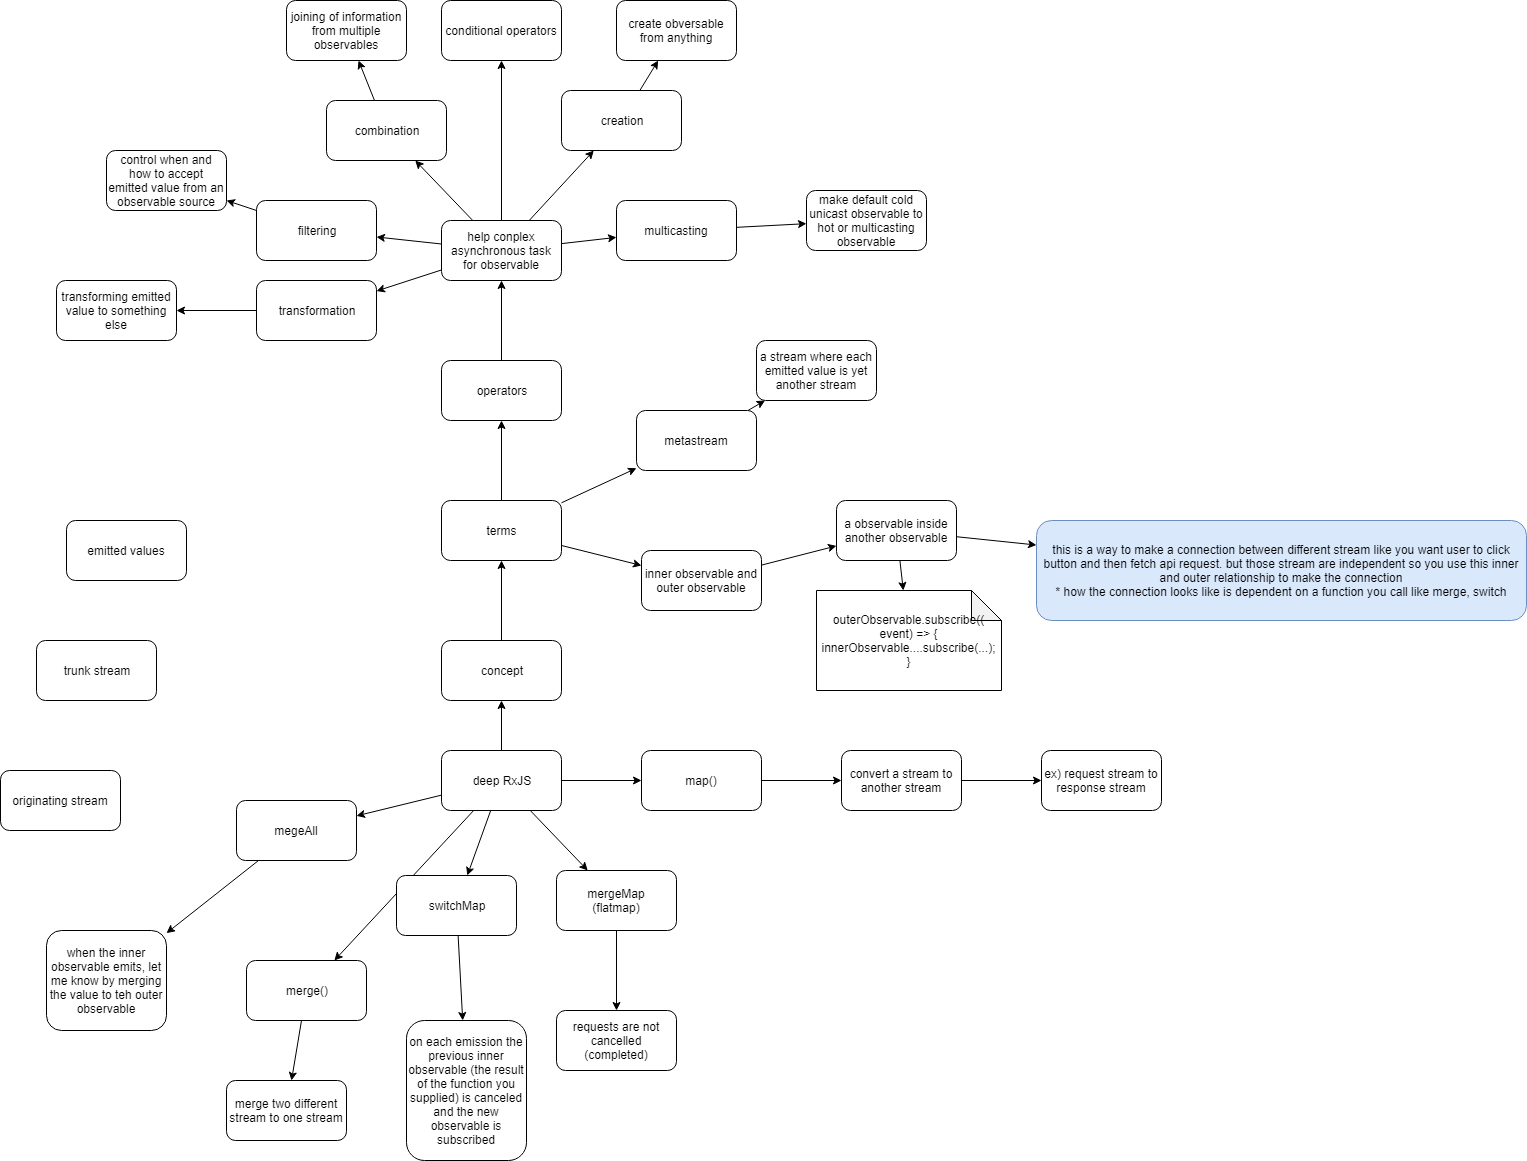 joining of information
from multiple
observables
conditional operators
create obversable
from anything
combination
creation
control when and
how to accept
emitted value from an
observable source
filtering
help conplex
asynchronous task
for observable
multicasting
make default cold
unicast observable to
hot or multicasting
observable
transforming emitted
value to something
else
transformation
operators
a stream where each
emitted value is yet
another stream
metastream
terms
emitted values
inner observable and
outer observable
a observable inside
another observable
this is a way to make a connection between different stream like you want user to click
button and then fetch api request. but those stream are independent so you use this inner
and outer relationship to make the connection
* how the connection looks like is dependent on a function you call like merge, switch
outerObservable.subscribe((
event) => {
innerObservable....subscribe(...);
}
trunk stream
concept
originating stream
deep RxJS
map()
convert a stream to
another stream
ex) request stream to
response stream
megeAll
switchMap
mergeMap
(flatmap)
when the inner
observable emits, let
me know by merging
the value to teh outer
observable
merge()
on each emission the
previous inner
observable (the result
of the function you
supplied) is canceled
and the new
observable is
subscribed
requests are not
cancelled
(completed)
merge two different
stream to one stream